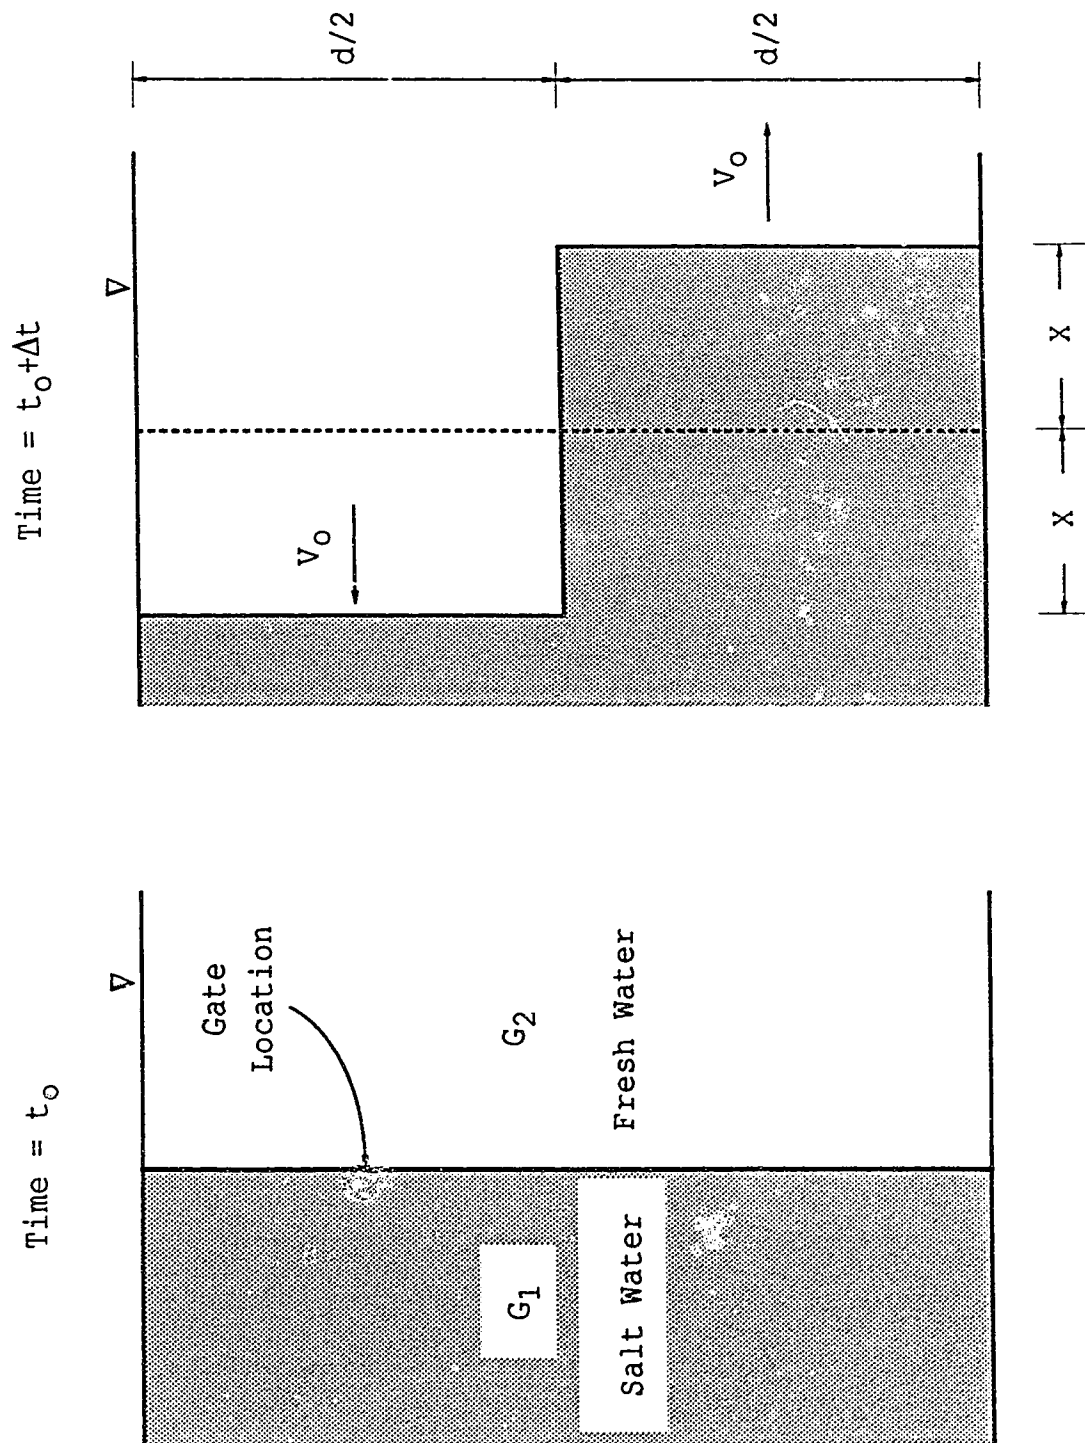 Time = t₀
∇
Gate
Location
G₁
G₂
Salt Water
Fresh Water
Time = t₀+Δt
∇
V₀
V₀
d/2
d/2
X
X